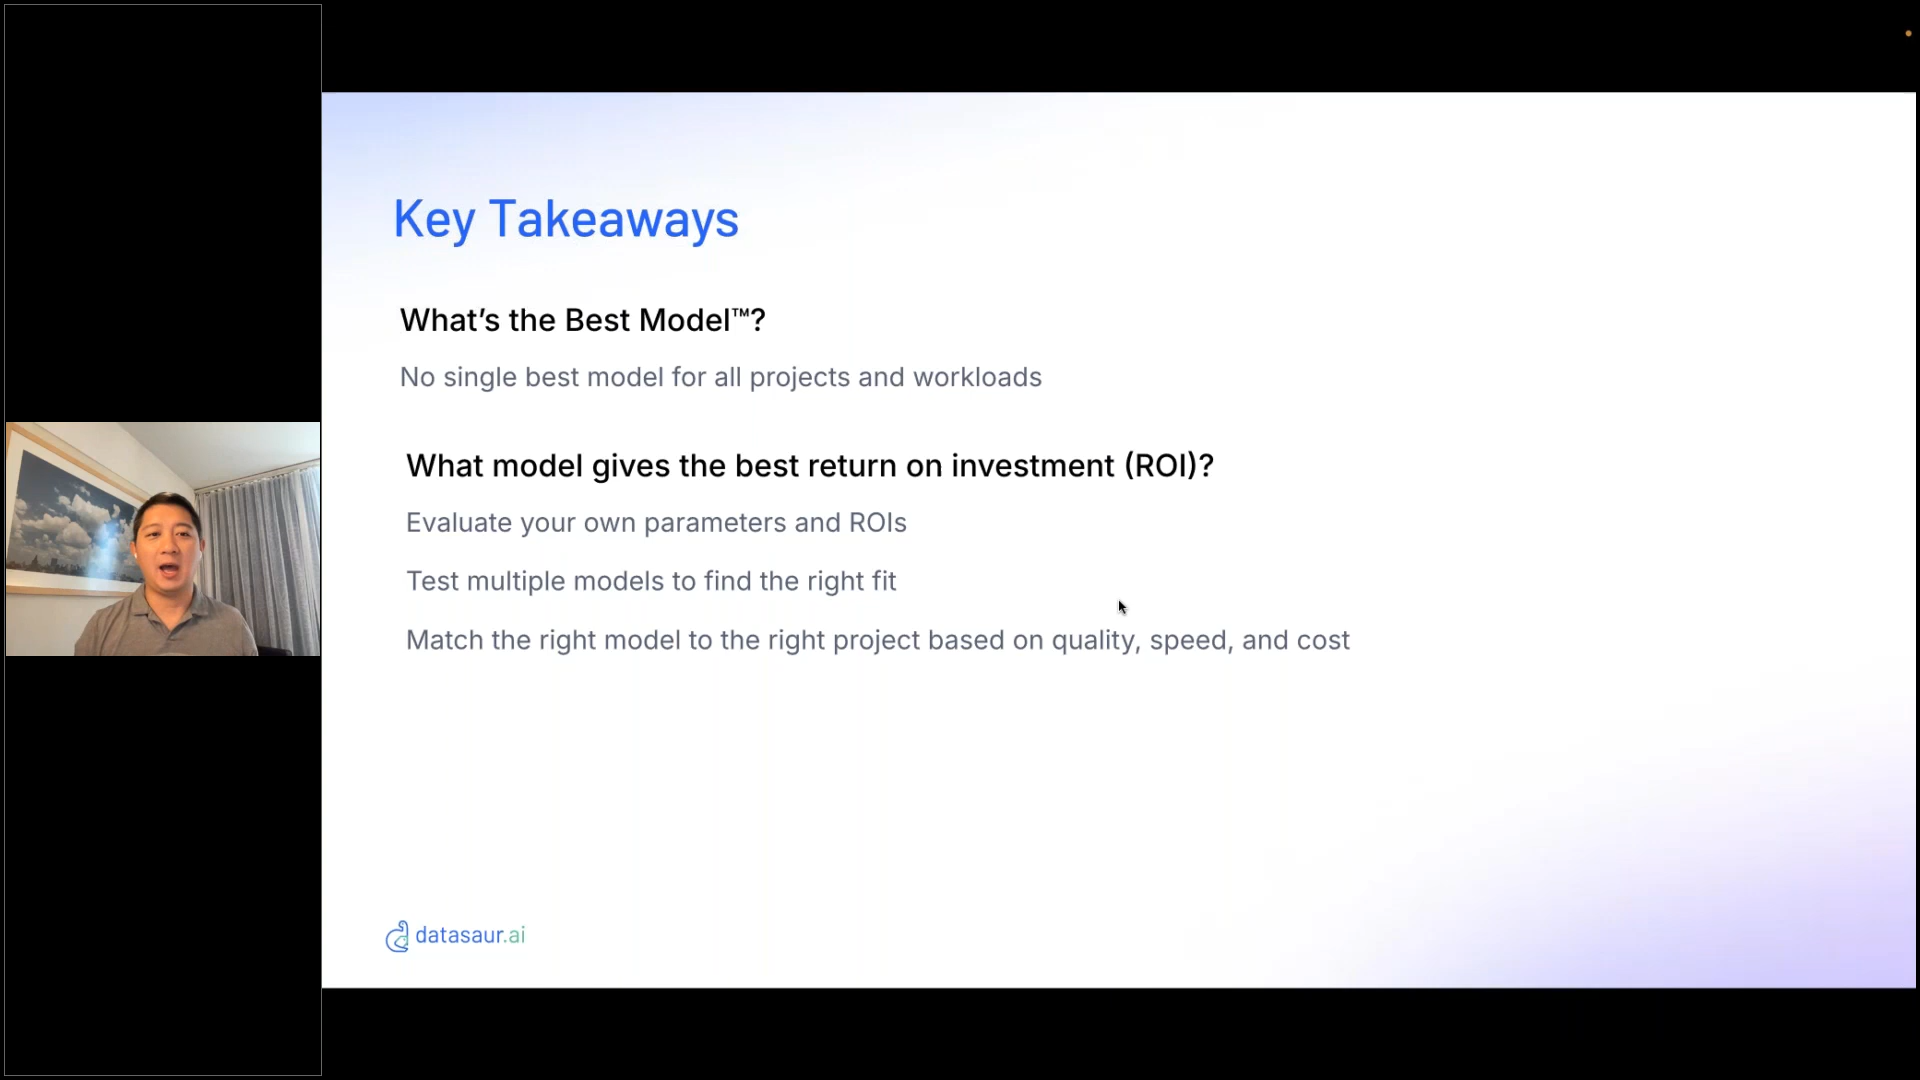 Key Takeaways
What’s the Best Model™?
No single best model for all projects and workloads
What model gives the best return on investment (ROI)?
Evaluate your own parameters and ROIs
Test multiple models to find the right fit
Match the right model to the right project based on quality, speed, and cost
datasaur.ai